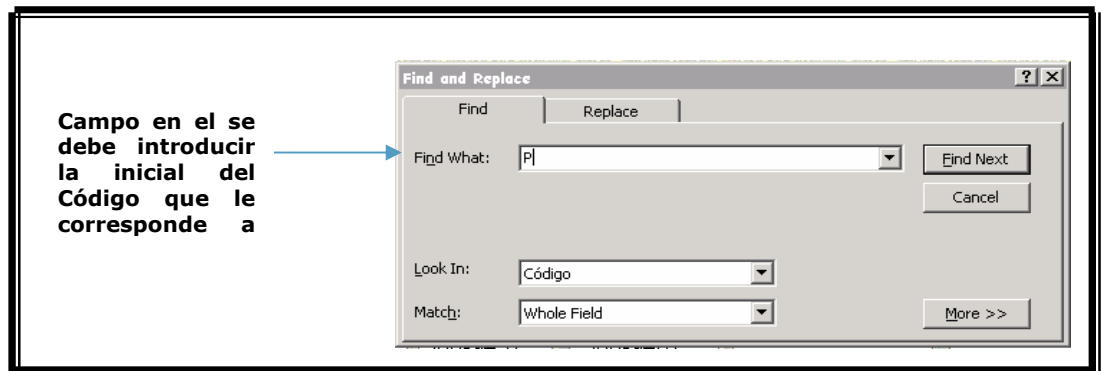 Campo en el se
debe introducir
la inicial del
Código que le
corresponde a
Find and Replace
Find
Replace
Find What:
P
Find Next
Cancel
Look In:
Código
Match:
Whole Field
More >>